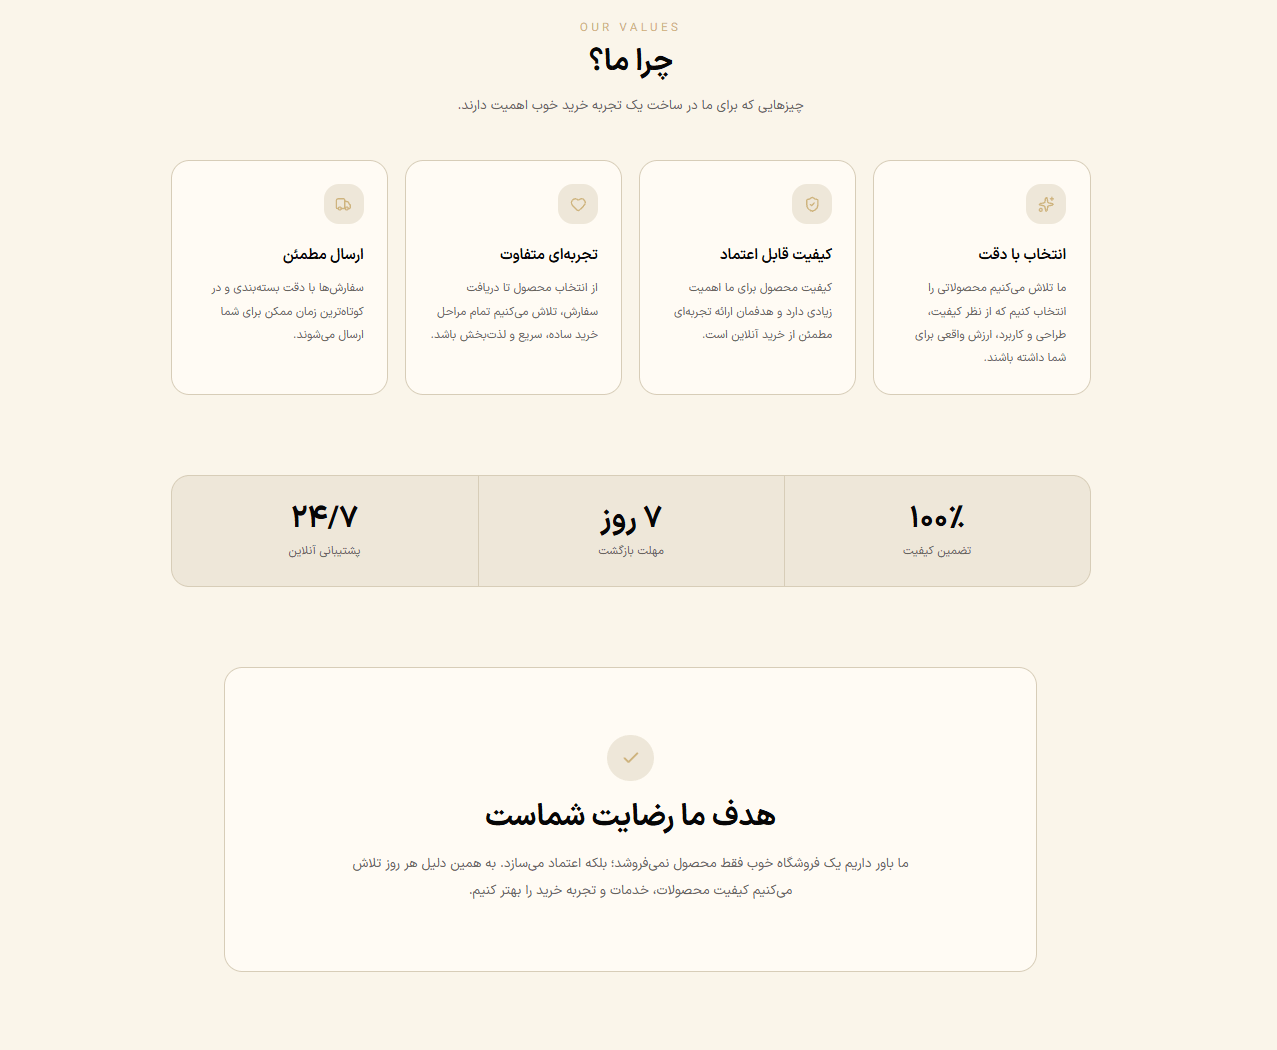 OUR VALUES
چرا ما؟
چیزهایی که برای ما در ساخت یک تجربه خرید خوب اهمیت دارند.
انتخاب با دقت
ما تلاش می‌کنیم محصولاتی را
انتخاب کنیم که از نظر کیفیت،
طراحی و کاربرد، ارزش واقعی برای
شما داشته باشند.
کیفیت قابل اعتماد
کیفیت محصول برای ما اهمیت
زیادی دارد و هدفمان ارائه تجربه‌ای
مطمئن از خرید آنلاین است.
تجربه‌ای متفاوت
از انتخاب محصول تا دریافت
سفارش، تلاش می‌کنیم تمام مراحل
خرید ساده، سریع و لذت‌بخش باشد.
ارسال مطمئن
سفارش‌ها با دقت بسته‌بندی و در
کوتاه‌ترین زمان ممکن برای شما
ارسال می‌شوند.
۱۰۰٪
تضمین کیفیت
۷ روز
مهلت بازگشت
۲۴/۷
پشتیبانی آنلاین
هدف ما رضایت شماست
ما باور داریم یک فروشگاه خوب فقط محصول نمی‌فروشد؛ بلکه اعتماد می‌سازد. به همین دلیل هر روز تلاش
می‌کنیم کیفیت محصولات، خدمات و تجربه خرید را بهتر کنیم.